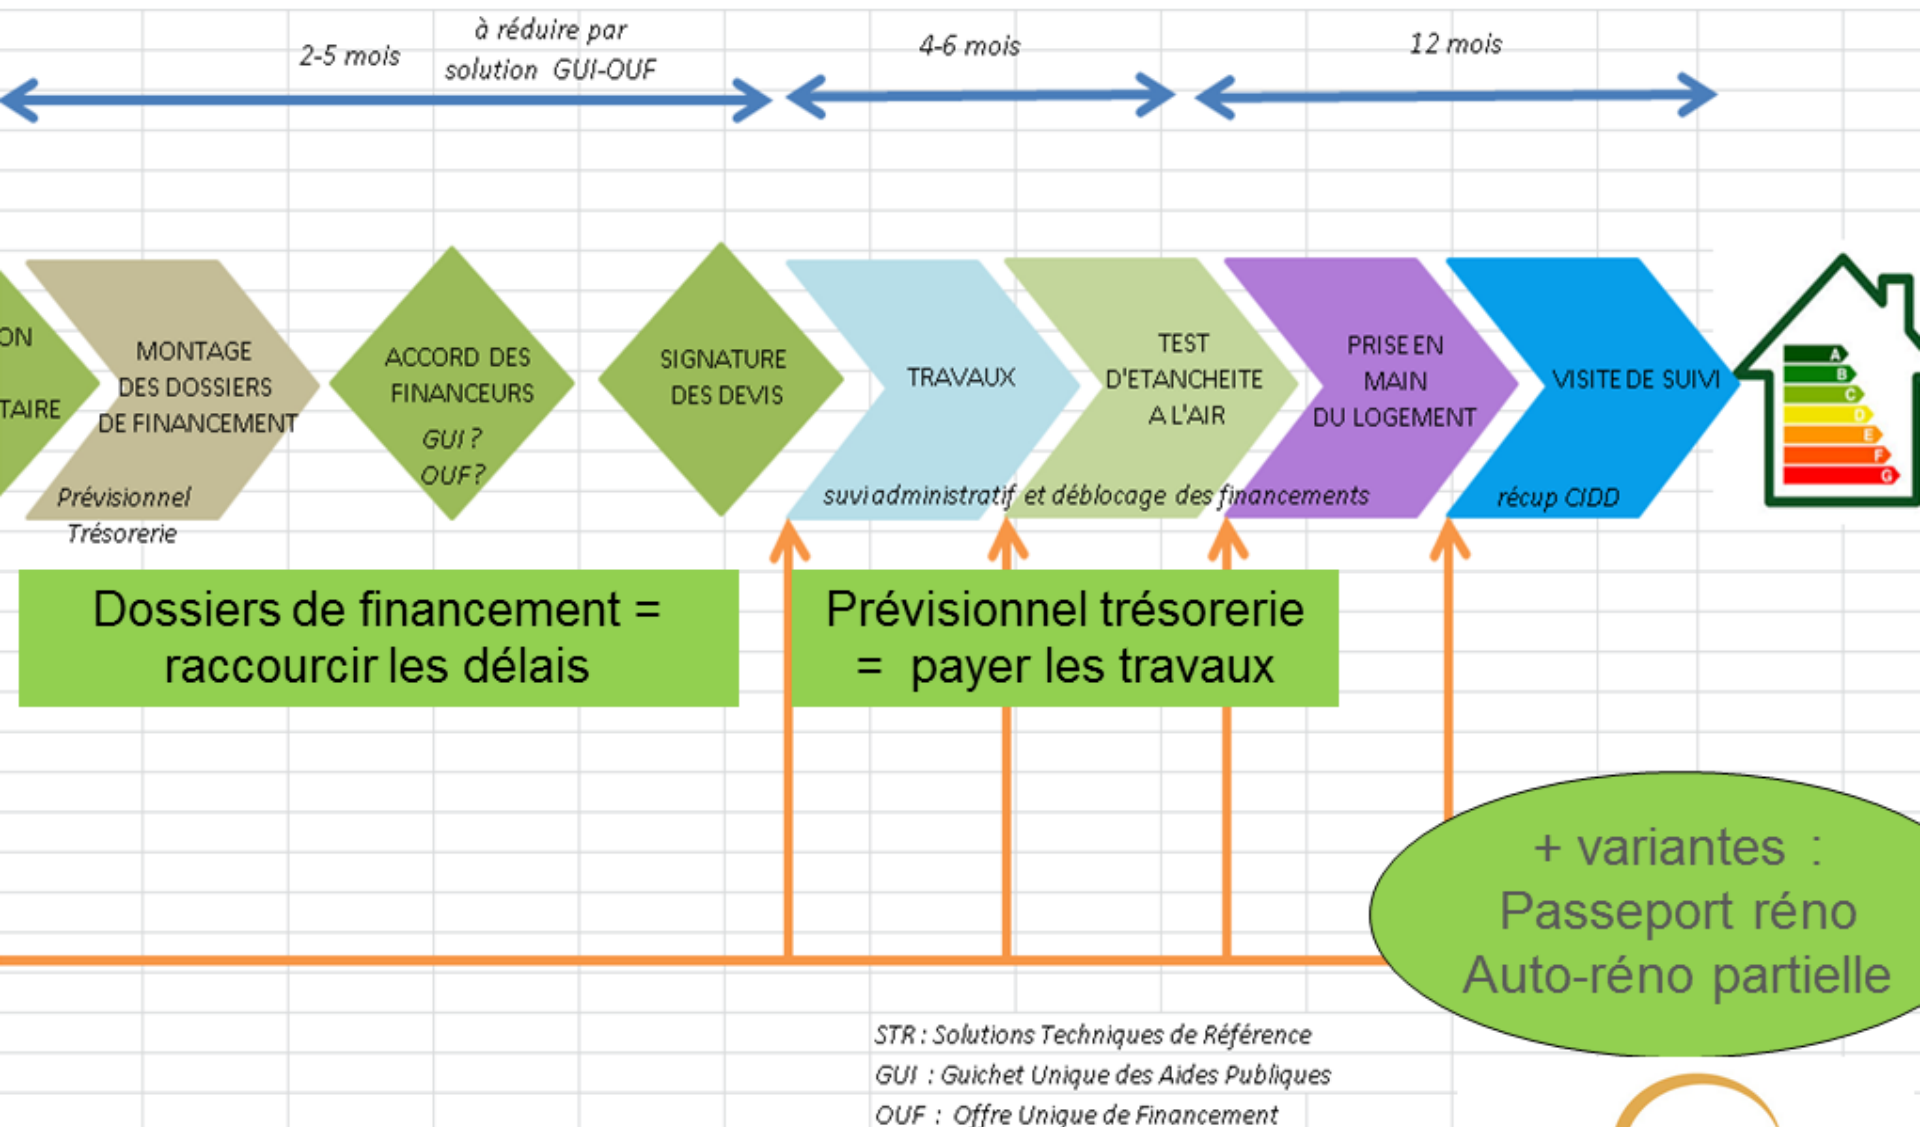 à réduire par
2-5 mois
solution GUI-OUF
4-6 mois
12 mois
ON
TAIRE
MONTAGE
DES DOSSIERS
DE FINANCEMENT
Prévisionnel
Trésorerie
ACCORD DES
FINANCEURS
GUI ?
OUF?
SIGNATURE
DES DEVIS
TRAVAUX
TEST
D'ETANCHEITE
A L'AIR
PRISE EN
MAIN
DU LOGEMENT
VISITE DE SUIVI
suvi administratif et déblocage des financements
récup CIDD
A
B
C
D
E
F
G
Dossiers de financement =
raccourcir les délais
Prévisionnel trésorerie
= payer les travaux
+ variantes :
Passeport réno
Auto-réno partielle
STR : Solutions Techniques de Référence
GUI : Guichet Unique des Aides Publiques
OUF : Offre Unique de Financement